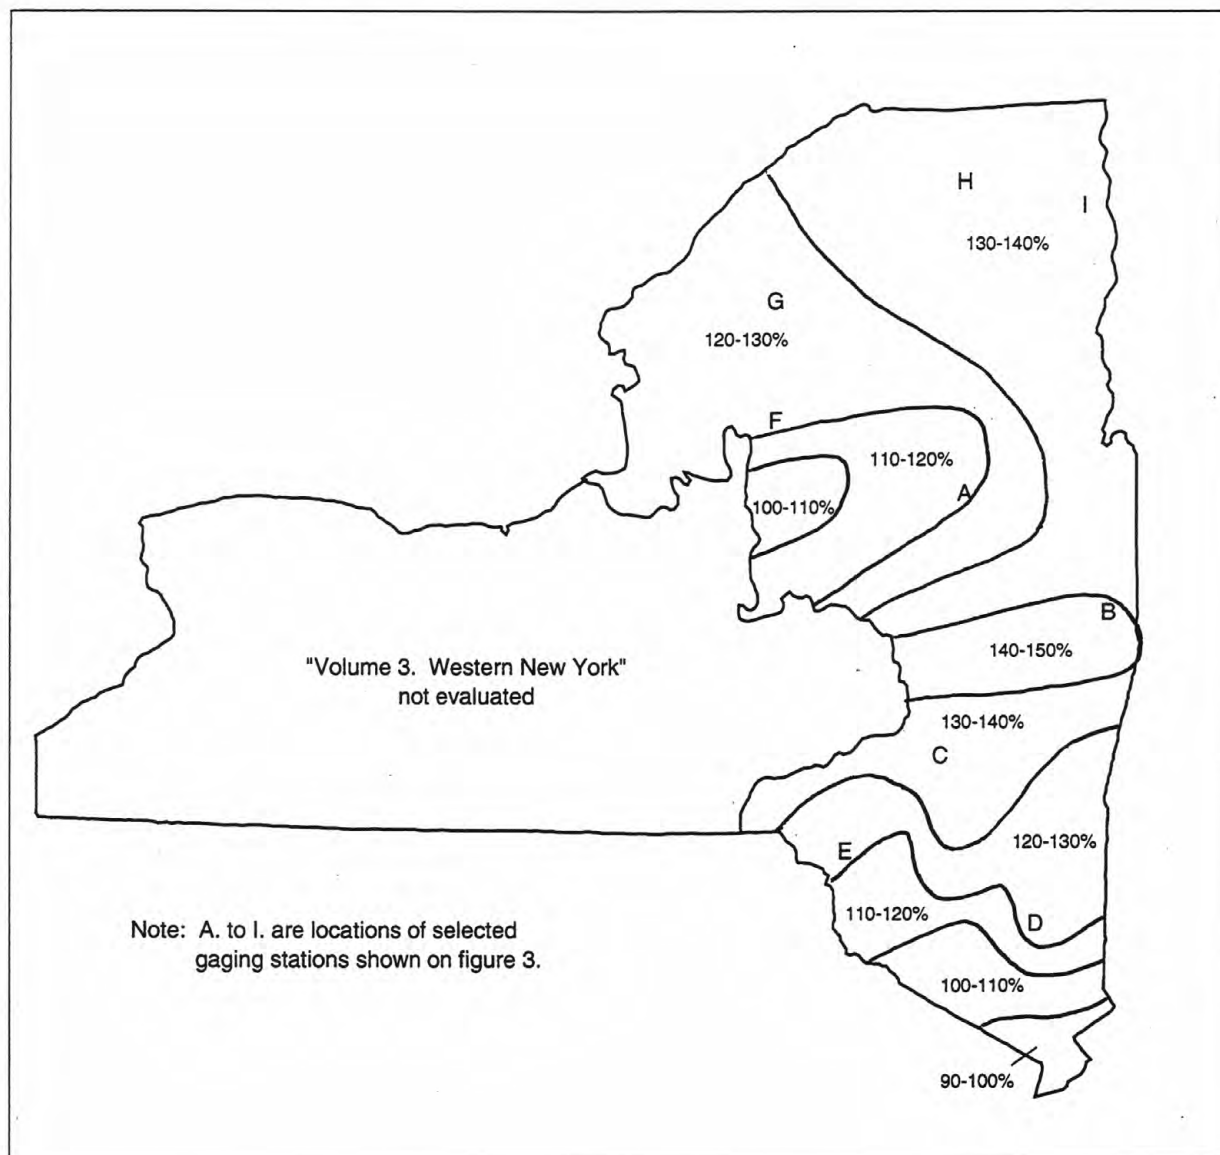 H
I
130-140%
G
120-130%
F
110-120%
A
100-110%
B
140-150%
"Volume 3. Western New York"
not evaluated
130-140%
C
120-130%
E
110-120%
D
Note: A. to I. are locations of selected
gaging stations shown on figure 3.
100-110%
90-100%